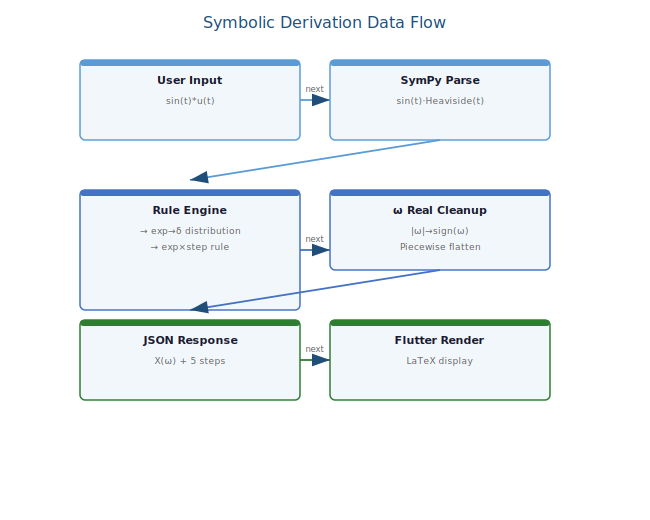 Symbolic Derivation Data Flow
User Input
sin(t)*u(t)
next
SymPy Parse
sin(t)·Heaviside(t)
Rule Engine
→ exp→δ distribution
→ exp×step rule
next
ω Real Cleanup
|ω|→sign(ω)
Piecewise flatten
JSON Response
X(ω) + 5 steps
next
Flutter Render
LaTeX display